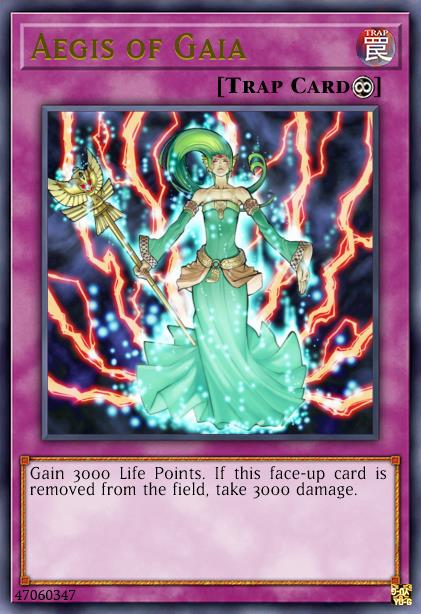 Aegis of Gaia
TRAP
罠
[Trap Card♾]
Gain 3000 Life Points. If this face-up card is
removed from the field, take 3000 damage.
47060347